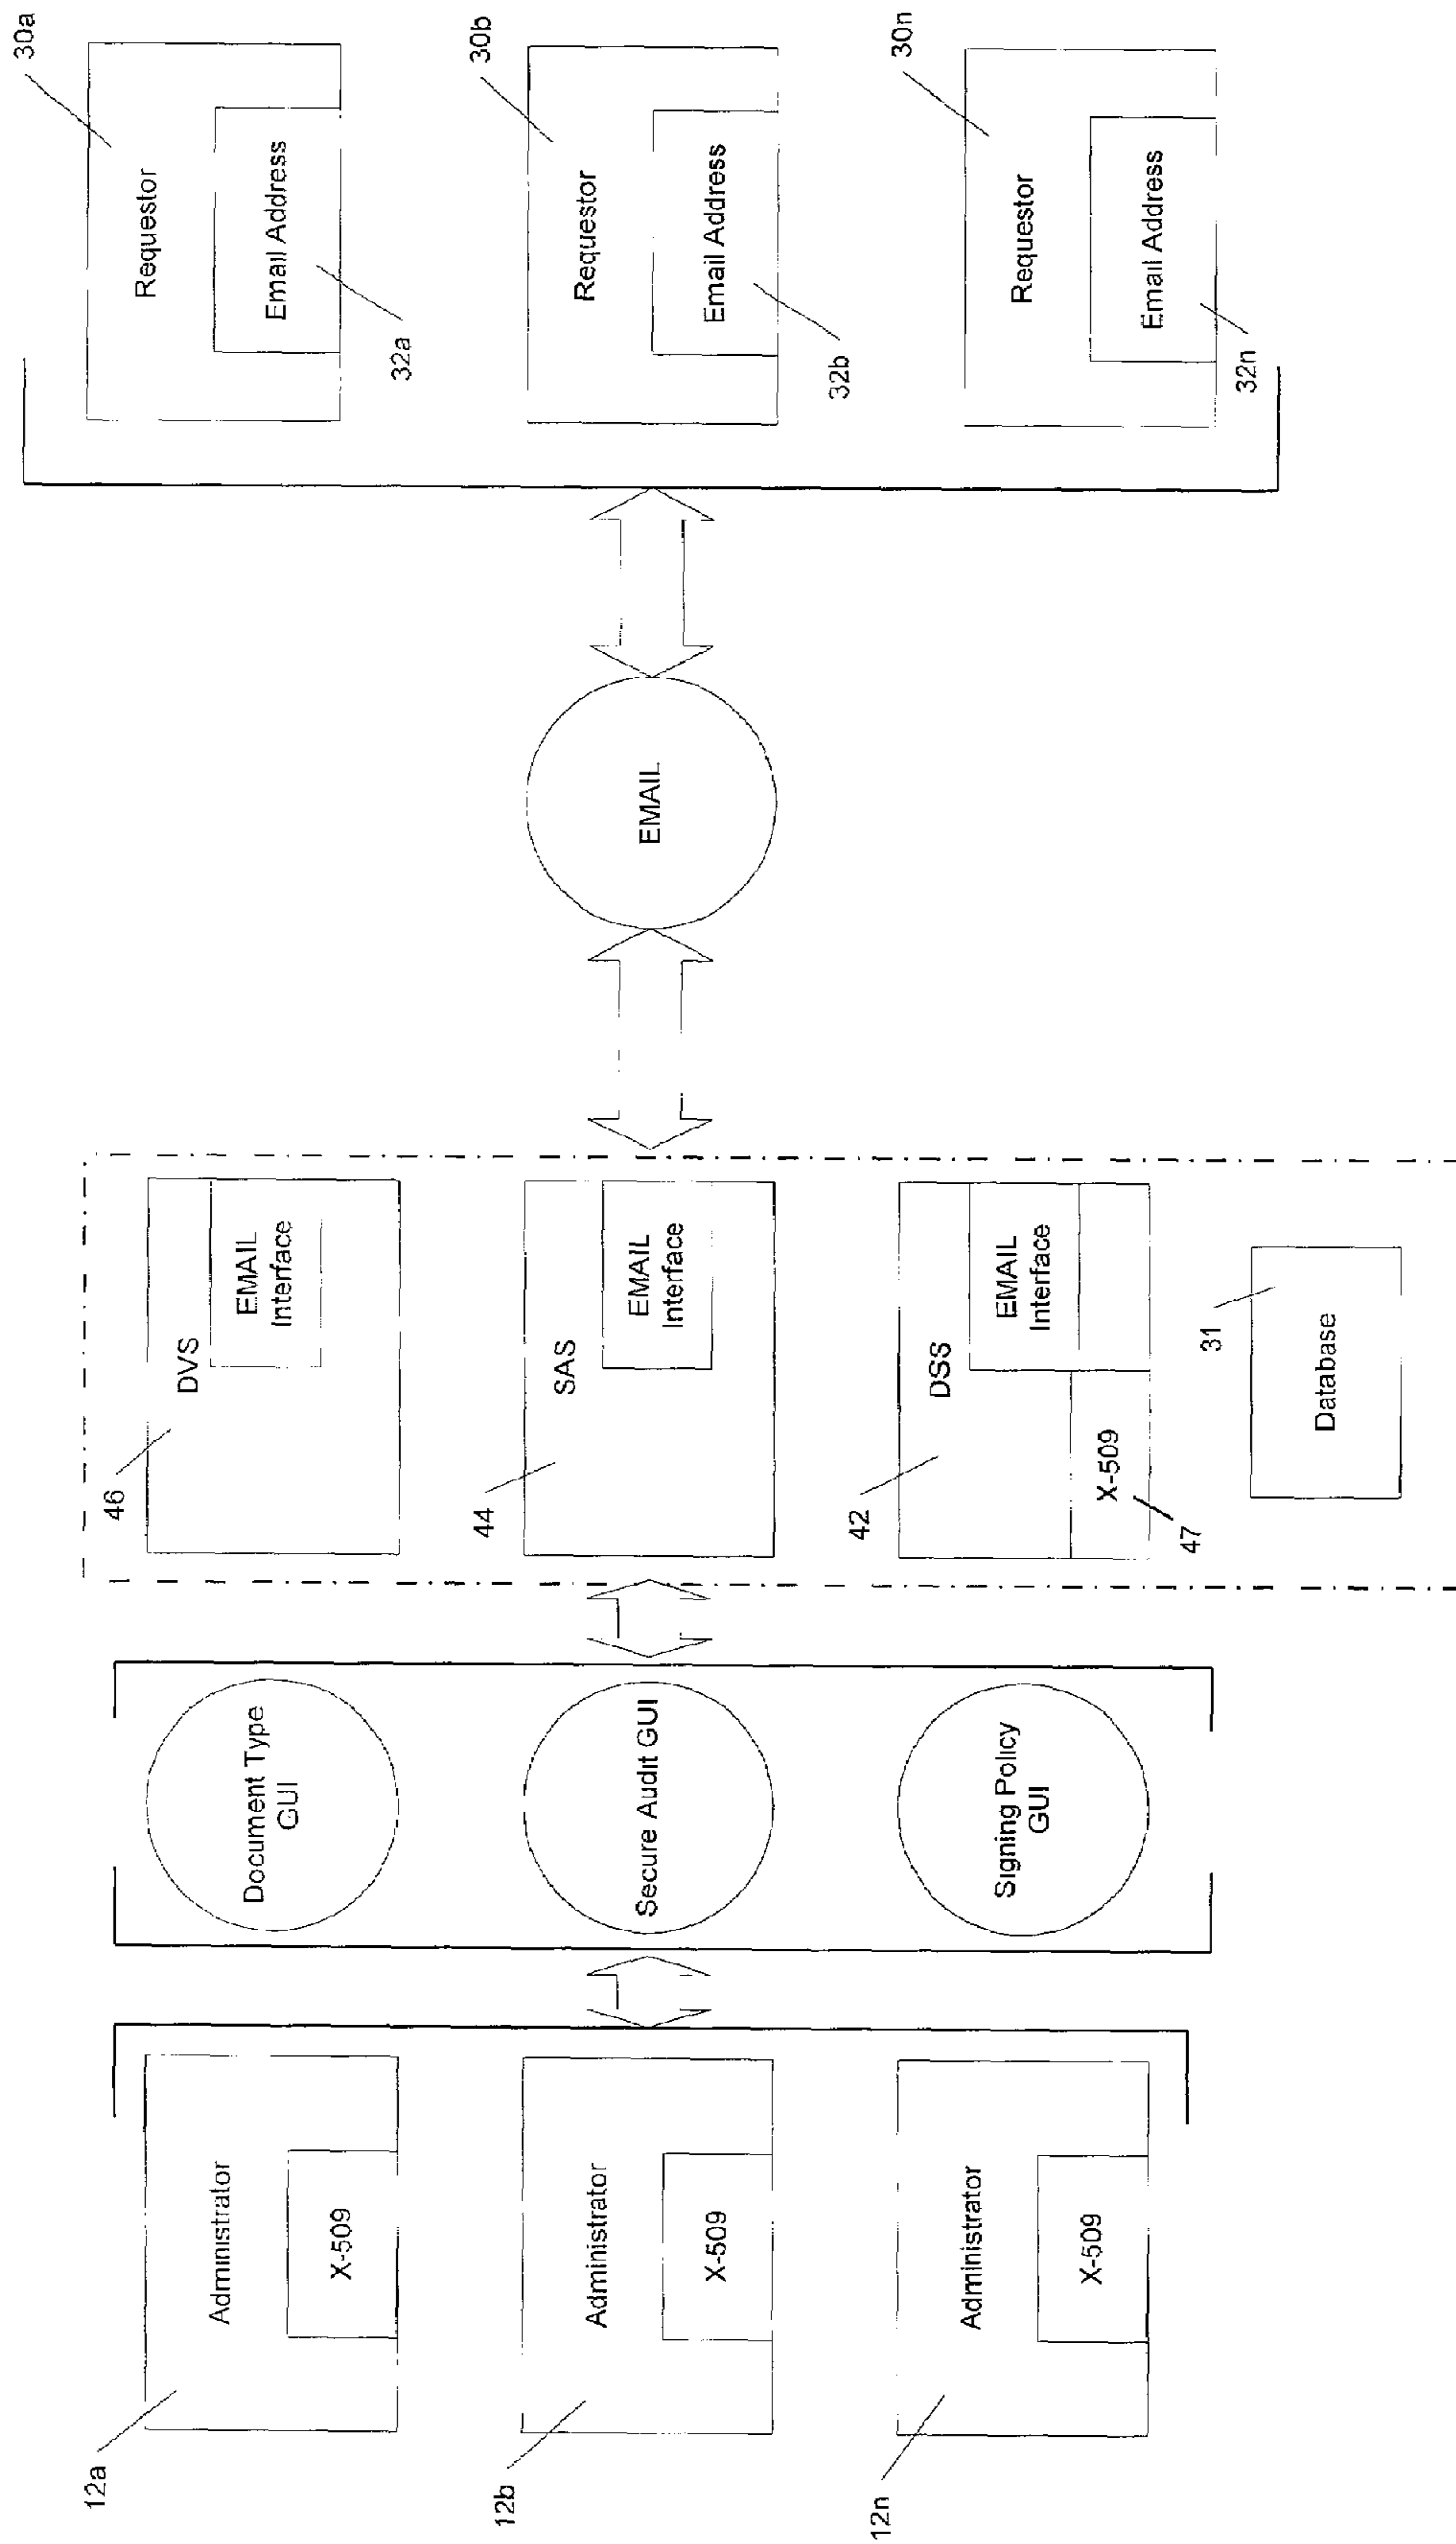 12a
Administrator
X-509
12b
Administrator
X-509
12n
Administrator
X-509
Document Type
GUI
Secure Audit GUI
Signing Policy
GUI
46
DVS
EMAIL
Interface
44
SAS
EMAIL
Interface
42
DSS
EMAIL
Interface
X-509
47
31
Database
EMAIL
30a
Requestor
Email Address
32a
30b
Requestor
Email Address
32b
30n
Requestor
Email Address
32n